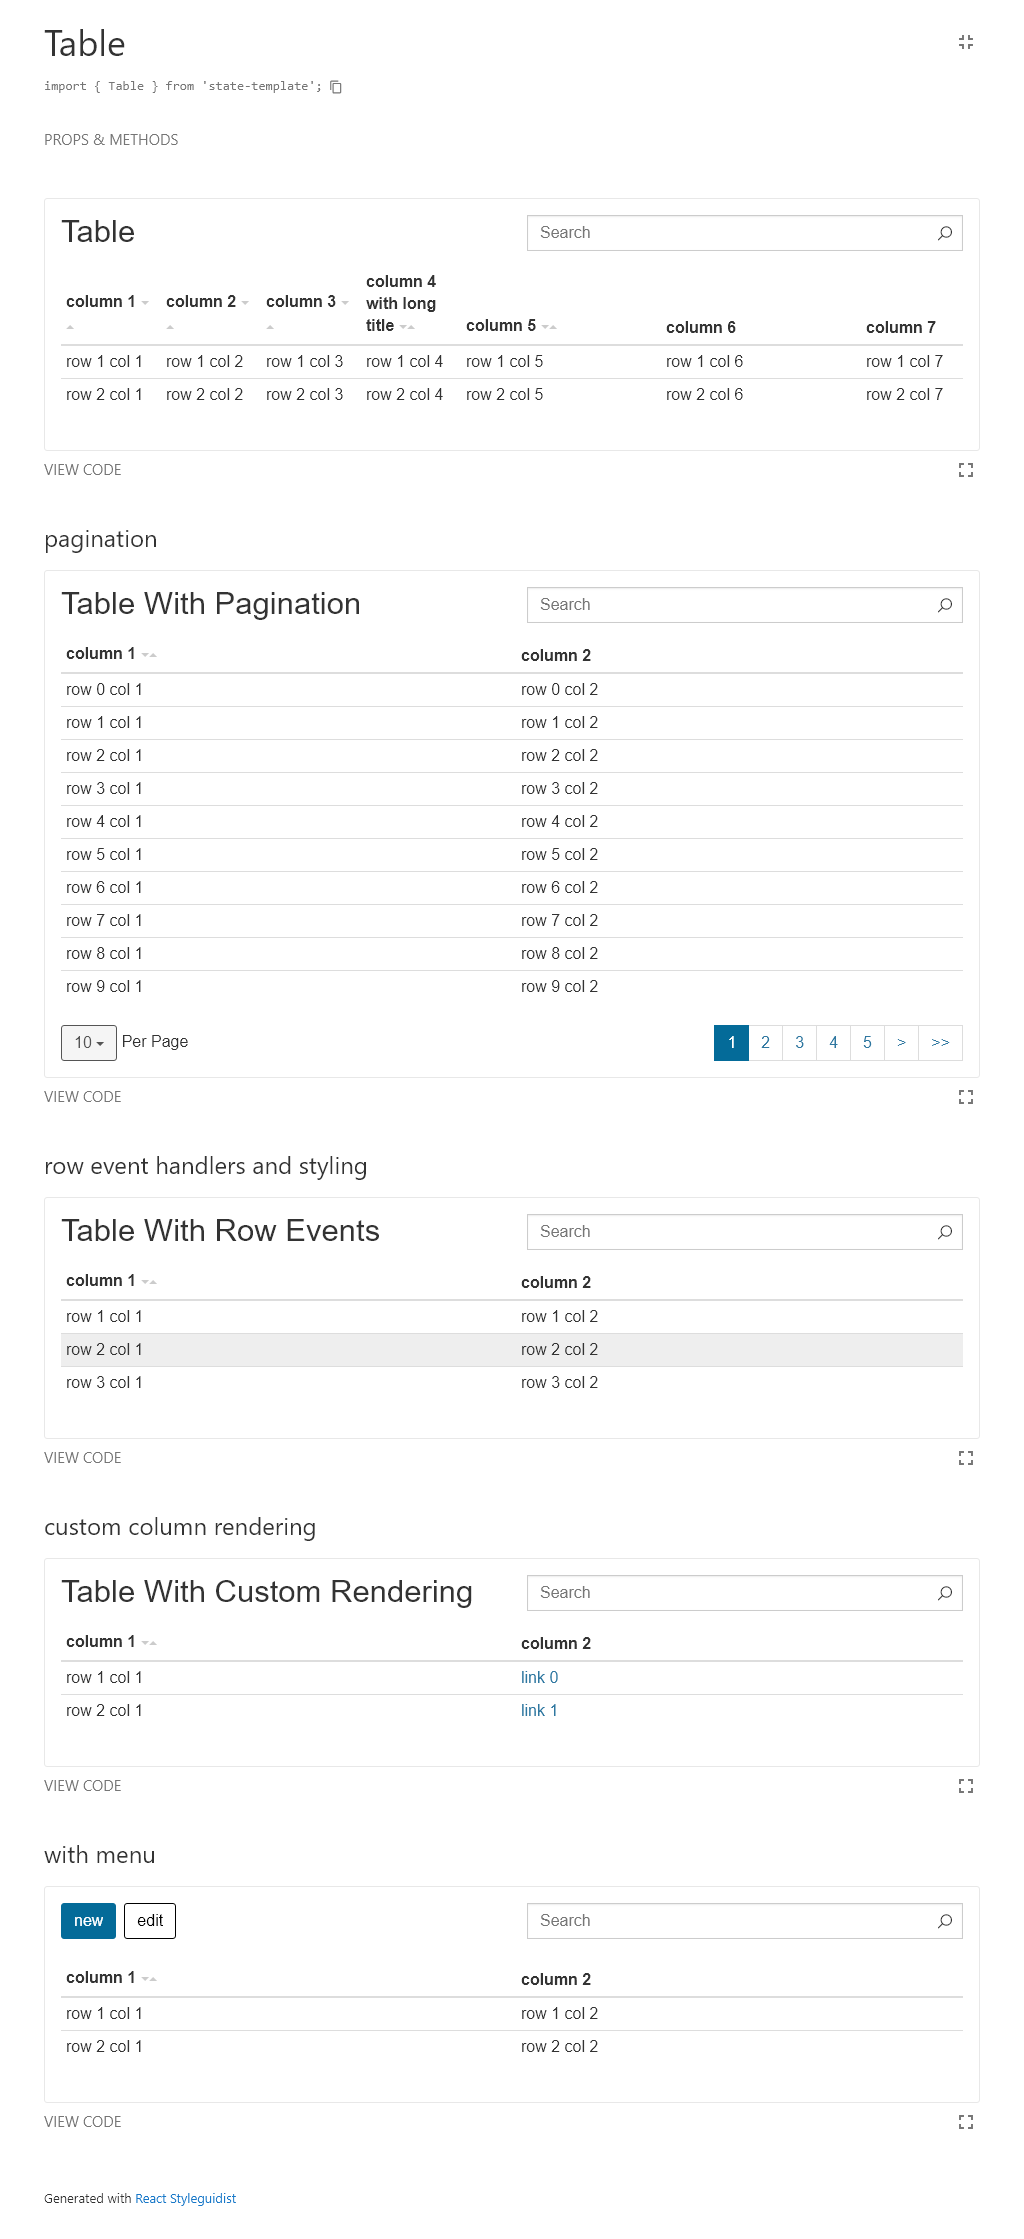 Table
import { Table } from 'state-template';
PROPS & METHODS
Table
Search
column 1 column 2 column 3 column 4 with long title column 5 column 6 column 7
row 1 col 1 row 1 col 2 row 1 col 3 row 1 col 4 row 1 col 5 row 1 col 6 row 1 col 7
row 2 col 1 row 2 col 2 row 2 col 3 row 2 col 4 row 2 col 5 row 2 col 6 row 2 col 7
VIEW CODE
pagination
Table With Pagination
Search
column 1 column 2
row 0 col 1 row 0 col 2
row 1 col 1 row 1 col 2
row 2 col 1 row 2 col 2
row 3 col 1 row 3 col 2
row 4 col 1 row 4 col 2
row 5 col 1 row 5 col 2
row 6 col 1 row 6 col 2
row 7 col 1 row 7 col 2
row 8 col 1 row 8 col 2
row 9 col 1 row 9 col 2
10 Per Page 1 2 3 4 5 > >>
VIEW CODE
row event handlers and styling
Table With Row Events
Search
column 1 column 2
row 1 col 1 row 1 col 2
row 2 col 1 row 2 col 2
row 3 col 1 row 3 col 2
VIEW CODE
custom column rendering
Table With Custom Rendering
Search
column 1 column 2
row 1 col 1 link 0
row 2 col 1 link 1
VIEW CODE
with menu
new edit Search
column 1 column 2
row 1 col 1 row 1 col 2
row 2 col 1 row 2 col 2
VIEW CODE
Generated with React Styleguidist